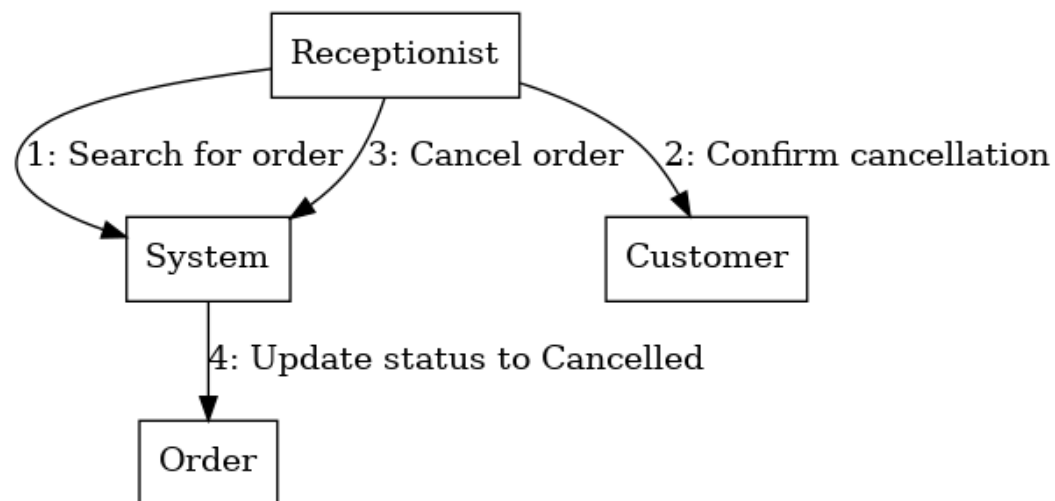 Receptionist
1: Search for order
3: Cancel order
2: Confirm cancellation
System
Customer
4: Update status to Cancelled
Order